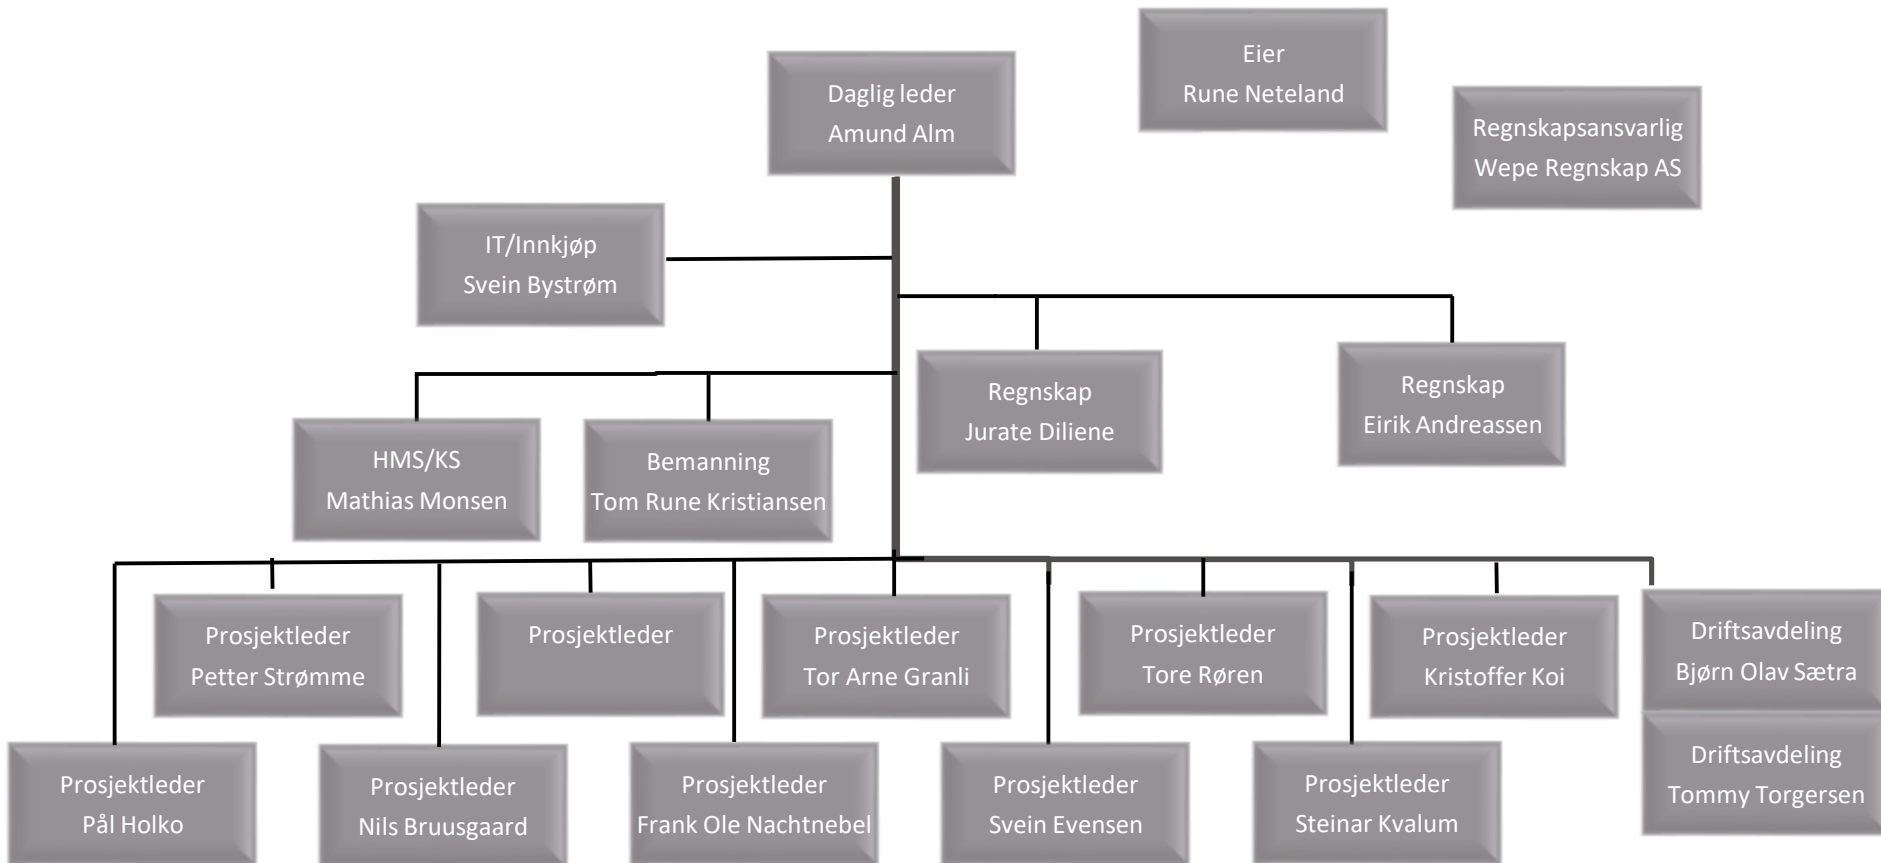 Eier
Rune Neteland
Daglig leder
Amund Alm
Regnskapsansvarlig
Wepe Regnskap AS
IT/Innkjøp
Svein Bystrøm
Regnskap
Jurate Diliene
Regnskap
Eirik Andreassen
HMS/KS
Mathias Monsen
Bemanning
Tom Rune Kristiansen
Prosjektleder
Petter Strømme
Prosjektleder
Prosjektleder
Tor Arne Granli
Prosjektleder
Tore Røren
Prosjektleder
Kristoffer Koi
Driftsavdeling
Bjørn Olav Sætra
Prosjektleder
Pål Holko
Prosjektleder
Nils Bruusgaard
Prosjektleder
Frank Ole Nachtnebel
Prosjektleder
Svein Evensen
Prosjektleder
Steinar Kvalum
Driftsavdeling
Tommy Torgersen